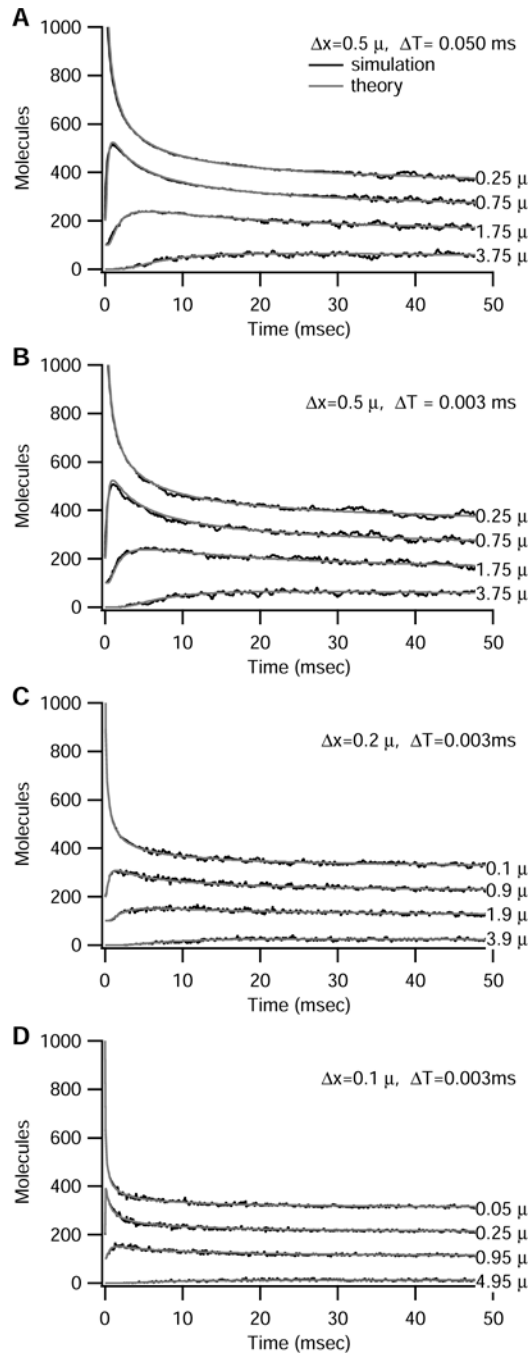 A
Δx=0.5 μ, ΔT= 0.050 ms
simulation
theory
1000
800
600
400
200
0
Molecules
0.25 μ
0.75 μ
1.75 μ
3.75 μ
0 10 20 30 40 50
Time (msec)
B
Δx=0.5 μ, ΔT = 0.003 ms
1000
800
600
400
200
0
Molecules
0.25 μ
0.75 μ
1.75 μ
3.75 μ
0 10 20 30 40 50
Time (msec)
C
Δx=0.2 μ, ΔT=0.003ms
1000
800
600
400
200
0
Molecules
0.1 μ
0.9 μ
1.9 μ
3.9 μ
0 10 20 30 40 50
Time (msec)
D
Δx=0.1 μ, ΔT=0.003ms
1000
800
600
400
200
0
Molecules
0.05 μ
0.25 μ
0.95 μ
4.95 μ
0 10 20 30 40 50
Time (msec)